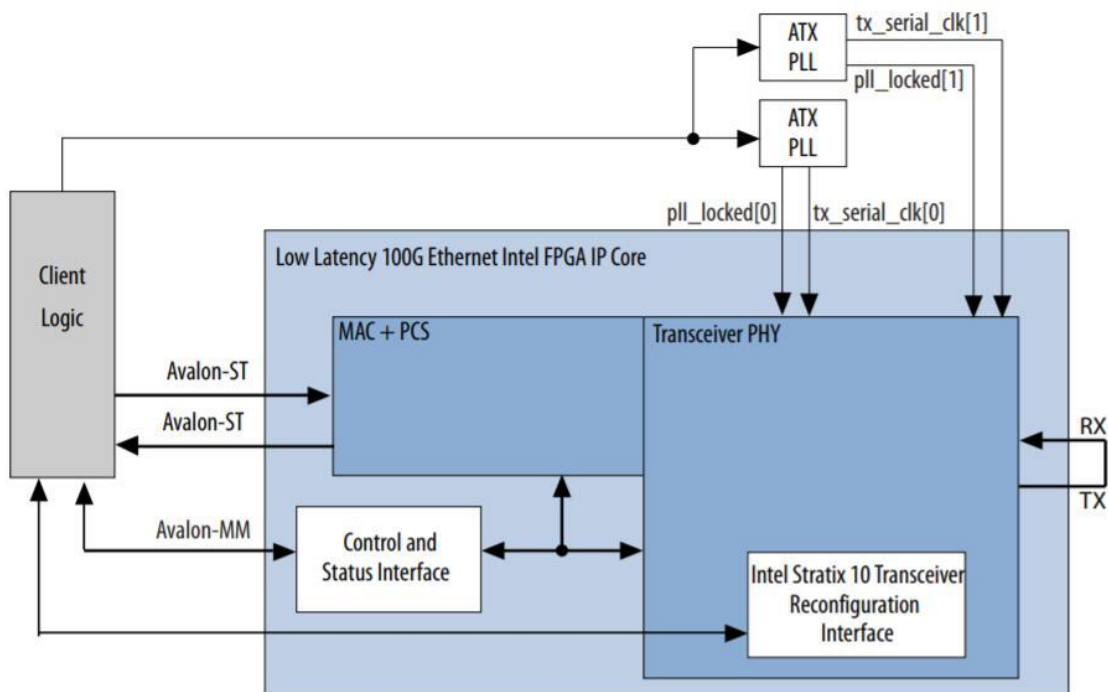 ATX
PLL
tx_serial_clk[1]
pll_locked[1]
ATX
PLL
pll_locked[0]
tx_serial_clk[0]
Low Latency 100G Ethernet Intel FPGA IP Core
Client
Logic
MAC + PCS
Transceiver PHY
Avalon-ST
Avalon-ST
RX
TX
Avalon-MM
Control and
Status Interface
Intel Stratix 10 Transceiver
Reconfiguration
Interface